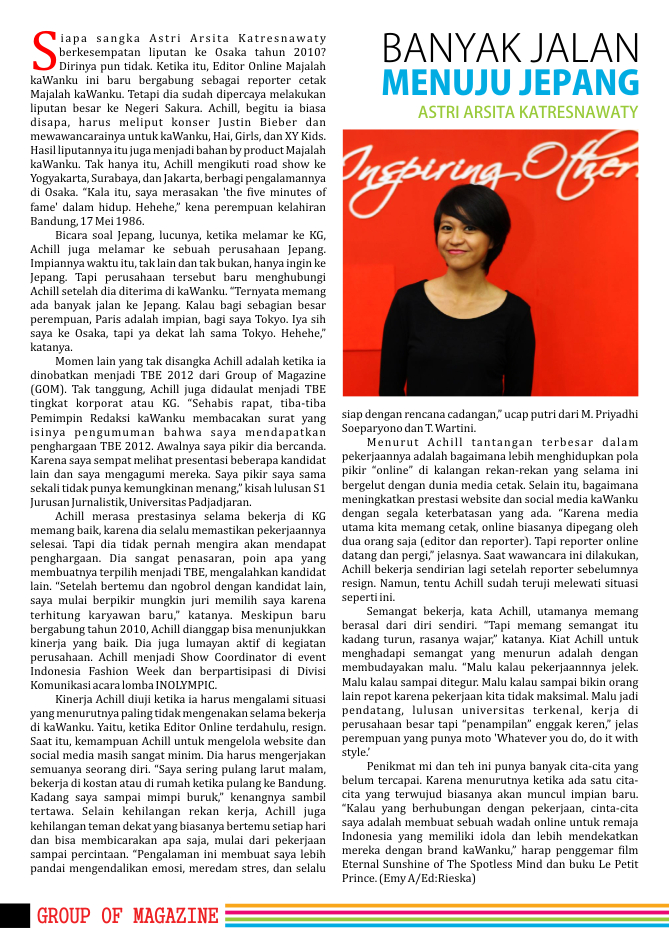 Siapa sangka Astri Arsita Katresnawaty
berkesempatan liputan ke Osaka tahun 2010?
Dirinya pun tidak. Ketika itu, Editor Online Majalah
kaWanku ini baru bergabung sebagai reporter cetak
Majalah kaWanku. Tetapi dia sudah dipercaya melakukan
liputan besar ke Negeri Sakura. Achill, begitu ia biasa
disapa, harus meliput konser Justin Bieber dan
mewawancarainya untuk kaWanku, Hai, Girls, dan XY Kids.
Hasil liputannya itu juga menjadi bahan by product Majalah
kaWanku. Tak hanya itu, Achill mengikuti road show ke
Yogyakarta, Surabaya, dan Jakarta, berbagi pengalamannya
di Osaka. “Kala itu, saya merasakan 'the five minutes of
fame' dalam hidup. Hehehe,” kena perempuan kelahiran
Bandung, 17 Mei 1986.
Bicara soal Jepang, lucunya, ketika melamar ke KG,
Achill juga melamar ke sebuah perusahaan Jepang.
Impiannya waktu itu, tak lain dan tak bukan, hanya ingin ke
Jepang. Tapi perusahaan tersebut baru menghubungi
Achill setelah dia diterima di kaWanku. “Ternyata memang
ada banyak jalan ke Jepang. Kalau bagi sebagian besar
perempuan, Paris adalah impian, bagi saya Tokyo. Iya sih
saya ke Osaka, tapi ya dekat lah sama Tokyo. Hehehe,”
katanya.
Momen lain yang tak disangka Achill adalah ketika ia
dinobatkan menjadi TBE 2012 dari Group of Magazine
(GOM). Tak tanggung, Achill juga didaulat menjadi TBE
tingkat korporat atau KG. “Sehabis rapat, tiba-tiba
Pemimpin Redaksi kaWanku membacakan surat yang
isinya pengumuman bahwa saya mendapatkan
penghargaan TBE 2012. Awalnya saya pikir dia bercanda.
Karena saya sempat melihat presentasi beberapa kandidat
lain dan saya mengagumi mereka. Saya pikir saya sama
sekali tidak punya kemungkinan menang,” kisah lulusan S1
Jurusan Jurnalistik, Universitas Padjadjaran.
Achill merasa prestasinya selama bekerja di KG
memang baik, karena dia selalu memastikan pekerjaannya
selesai. Tapi dia tidak pernah mengira akan mendapat
penghargaan. Dia sangat penasaran, poin apa yang
membuatnya terpilih menjadi TBE, mengalahkan kandidat
lain. “Setelah bertemu dan ngobrol dengan kandidat lain,
saya mulai berpikir mungkin juri memilih saya karena
terhitung karyawan baru,” katanya. Meskipun baru
bergabung tahun 2010, Achill dianggap bisa menunjukkan
kinerja yang baik. Dia juga lumayan aktif di kegiatan
perusahaan. Achill menjadi Show Coordinator di event
Indonesia Fashion Week dan berpartisipasi di Divisi
Komunikasi acara lomba INOLYMPIC.
Kinerja Achill diuji ketika ia harus mengalami situasi
yang menurutnya paling tidak mengenakan selama bekerja
di kaWanku. Yaitu, ketika Editor Online terdahulu, resign.
Saat itu, kemampuan Achill untuk mengelola website dan
social media masih sangat minim. Dia harus mengerjakan
semuanya seorang diri. “Saya sering pulang larut malam,
bekerja di kostan atau di rumah ketika pulang ke Bandung.
Kadang saya sampai mimpi buruk,” kenangnya sambil
tertawa. Selain kehilangan rekan kerja, Achill juga
kehilangan teman dekat yang biasanya bertemu setiap hari
dan bisa membicarakan apa saja, mulai dari pekerjaan
sampai percintaan. “Pengalaman ini membuat saya lebih
pandai mengendalikan emosi, meredam stres, dan selalu
BANYAK JALAN
MENUJU JEPANG
ASTRI ARSITA KATRESNAWATY
Inspiring Others
siap dengan rencana cadangan,” ucap putri dari M. Priyadhi
Soeparyono dan T. Wartini.
Menurut Achill tantangan terbesar dalam
pekerjaannya adalah bagaimana lebih menghidupkan pola
pikir “online” di kalangan rekan-rekan yang selama ini
bergelut dengan dunia media cetak. Selain itu, bagaimana
meningkatkan prestasi website dan social media kaWanku
dengan segala keterbatasan yang ada. “Karena media
utama kita memang cetak, online biasanya dipegang oleh
dua orang saja (editor dan reporter). Tapi reporter online
datang dan pergi,” jelasnya. Saat wawancara ini dilakukan,
Achill bekerja sendirian lagi setelah reporter sebelumnya
resign. Namun, tentu Achill sudah teruji melewati situasi
seperti ini.
Semangat bekerja, kata Achill, utamanya memang
berasal dari diri sendiri. “Tapi memang semangat itu
kadang turun, rasanya wajar,” katanya. Kiat Achill untuk
menghadapi semangat yang menurun adalah dengan
membudayakan malu. “Malu kalau pekerjaannnya jelek.
Malu kalau sampai ditegur. Malu kalau sampai bikin orang
lain repot karena pekerjaan kita tidak maksimal. Malu jadi
pendatang, lulusan universitas terkenal, kerja di
perusahaan besar tapi “penampilan” enggak keren,” jelas
perempuan yang punya moto 'Whatever you do, do it with
style.’
Penikmat mi dan teh ini punya banyak cita-cita yang
belum tercapai. Karena menurutnya ketika ada satu cita-
cita yang terwujud biasanya akan muncul impian baru.
“Kalau yang berhubungan dengan pekerjaan, cinta-cita
saya adalah membuat sebuah wadah online untuk remaja
Indonesia yang memiliki idola dan lebih mendekatkan
mereka dengan brand kaWanku,” harap penggemar film
Eternal Sunshine of The Spotless Mind dan buku Le Petit
Prince. (Emy A/Ed:Rieska)
GROUP OF MAGAZINE